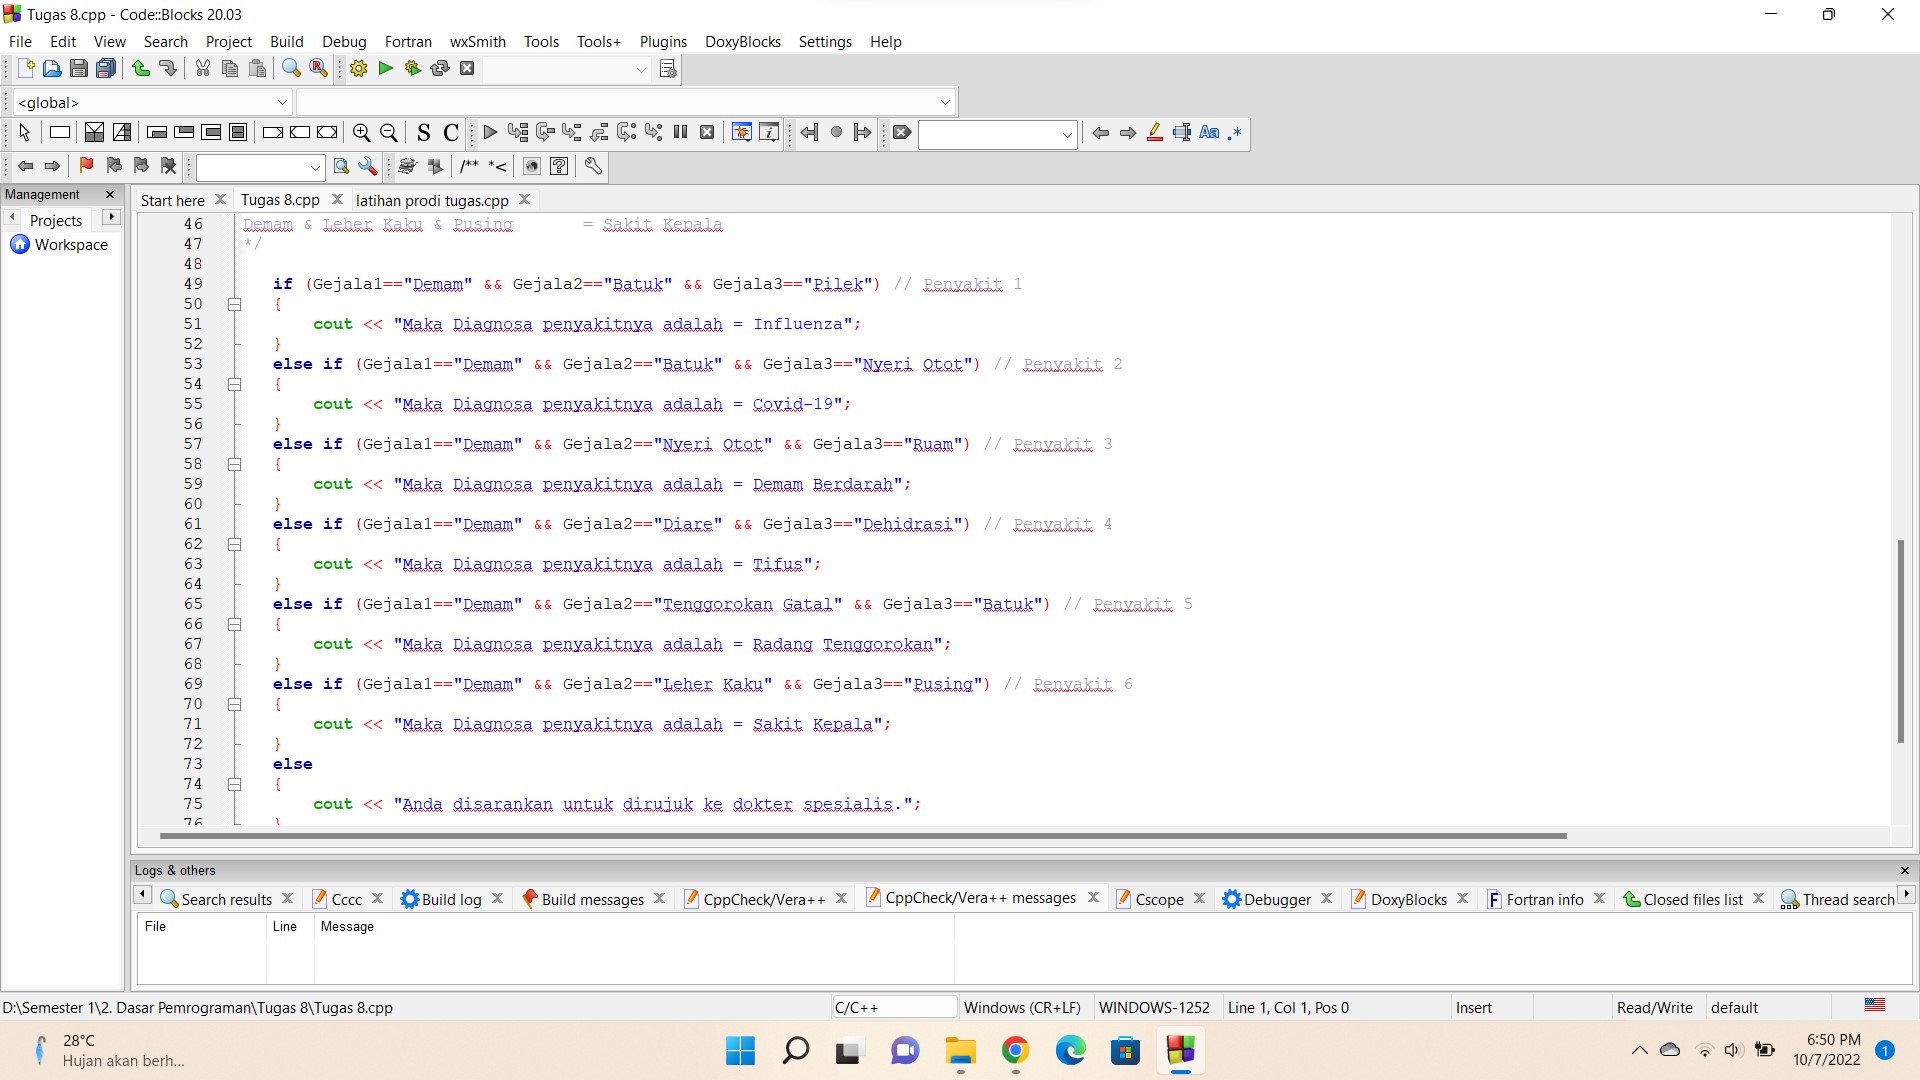 Tugas 8.cpp - Code::Blocks 20.03
File Edit View Search Project Build Debug Fortran wxSmith Tools Tools+ Plugins DoxyBlocks Settings Help
<global>
S C
/** *<
Management
Start here Tugas 8.cpp latihan prodi tugas.cpp
Projects
Workspace
46 Demam & Leher Kaku & Pusing = Sakit Kepala
47 */
48
49 if (Gejala1=="Demam" && Gejala2=="Batuk" && Gejala3=="Pilek") // Penyakit 1
50 {
51 cout << "Maka Diagnosa penyakitnya adalah = Influenza";
52 }
53 else if (Gejala1=="Demam" && Gejala2=="Batuk" && Gejala3=="Nyeri Otot") // Penyakit 2
54 {
55 cout << "Maka Diagnosa penyakitnya adalah = Covid-19";
56 }
57 else if (Gejala1=="Demam" && Gejala2=="Nyeri Otot" && Gejala3=="Ruam") // Penyakit 3
58 {
59 cout << "Maka Diagnosa penyakitnya adalah = Demam Berdarah";
60 }
61 else if (Gejala1=="Demam" && Gejala2=="Diare" && Gejala3=="Dehidrasi") // Penyakit 4
62 {
63 cout << "Maka Diagnosa penyakitnya adalah = Tifus";
64 }
65 else if (Gejala1=="Demam" && Gejala2=="Tenggorokan Gatal" && Gejala3=="Batuk") // Penyakit 5
66 {
67 cout << "Maka Diagnosa penyakitnya adalah = Radang Tenggorokan";
68 }
69 else if (Gejala1=="Demam" && Gejala2=="Leher Kaku" && Gejala3=="Pusing") // Penyakit 6
70 {
71 cout << "Maka Diagnosa penyakitnya adalah = Sakit Kepala";
72 }
73 else
74 {
75 cout << "Anda disarankan untuk dirujuk ke dokter spesialis.";
76 }
Logs & others
Search results Cccc Build log Build messages CppCheck/Vera++ CppCheck/Vera++ messages Cscope Debugger DoxyBlocks Fortran info Closed files list Thread search
File Line Message
D:\Semester 1\2. Dasar Pemrograman\Tugas 8\Tugas 8.cpp C/C++ Windows (CR+LF) WINDOWS-1252 Line 1, Col 1, Pos 0 Insert Read/Write default
28°C
Hujan akan berh...
6:50 PM
10/7/2022
1